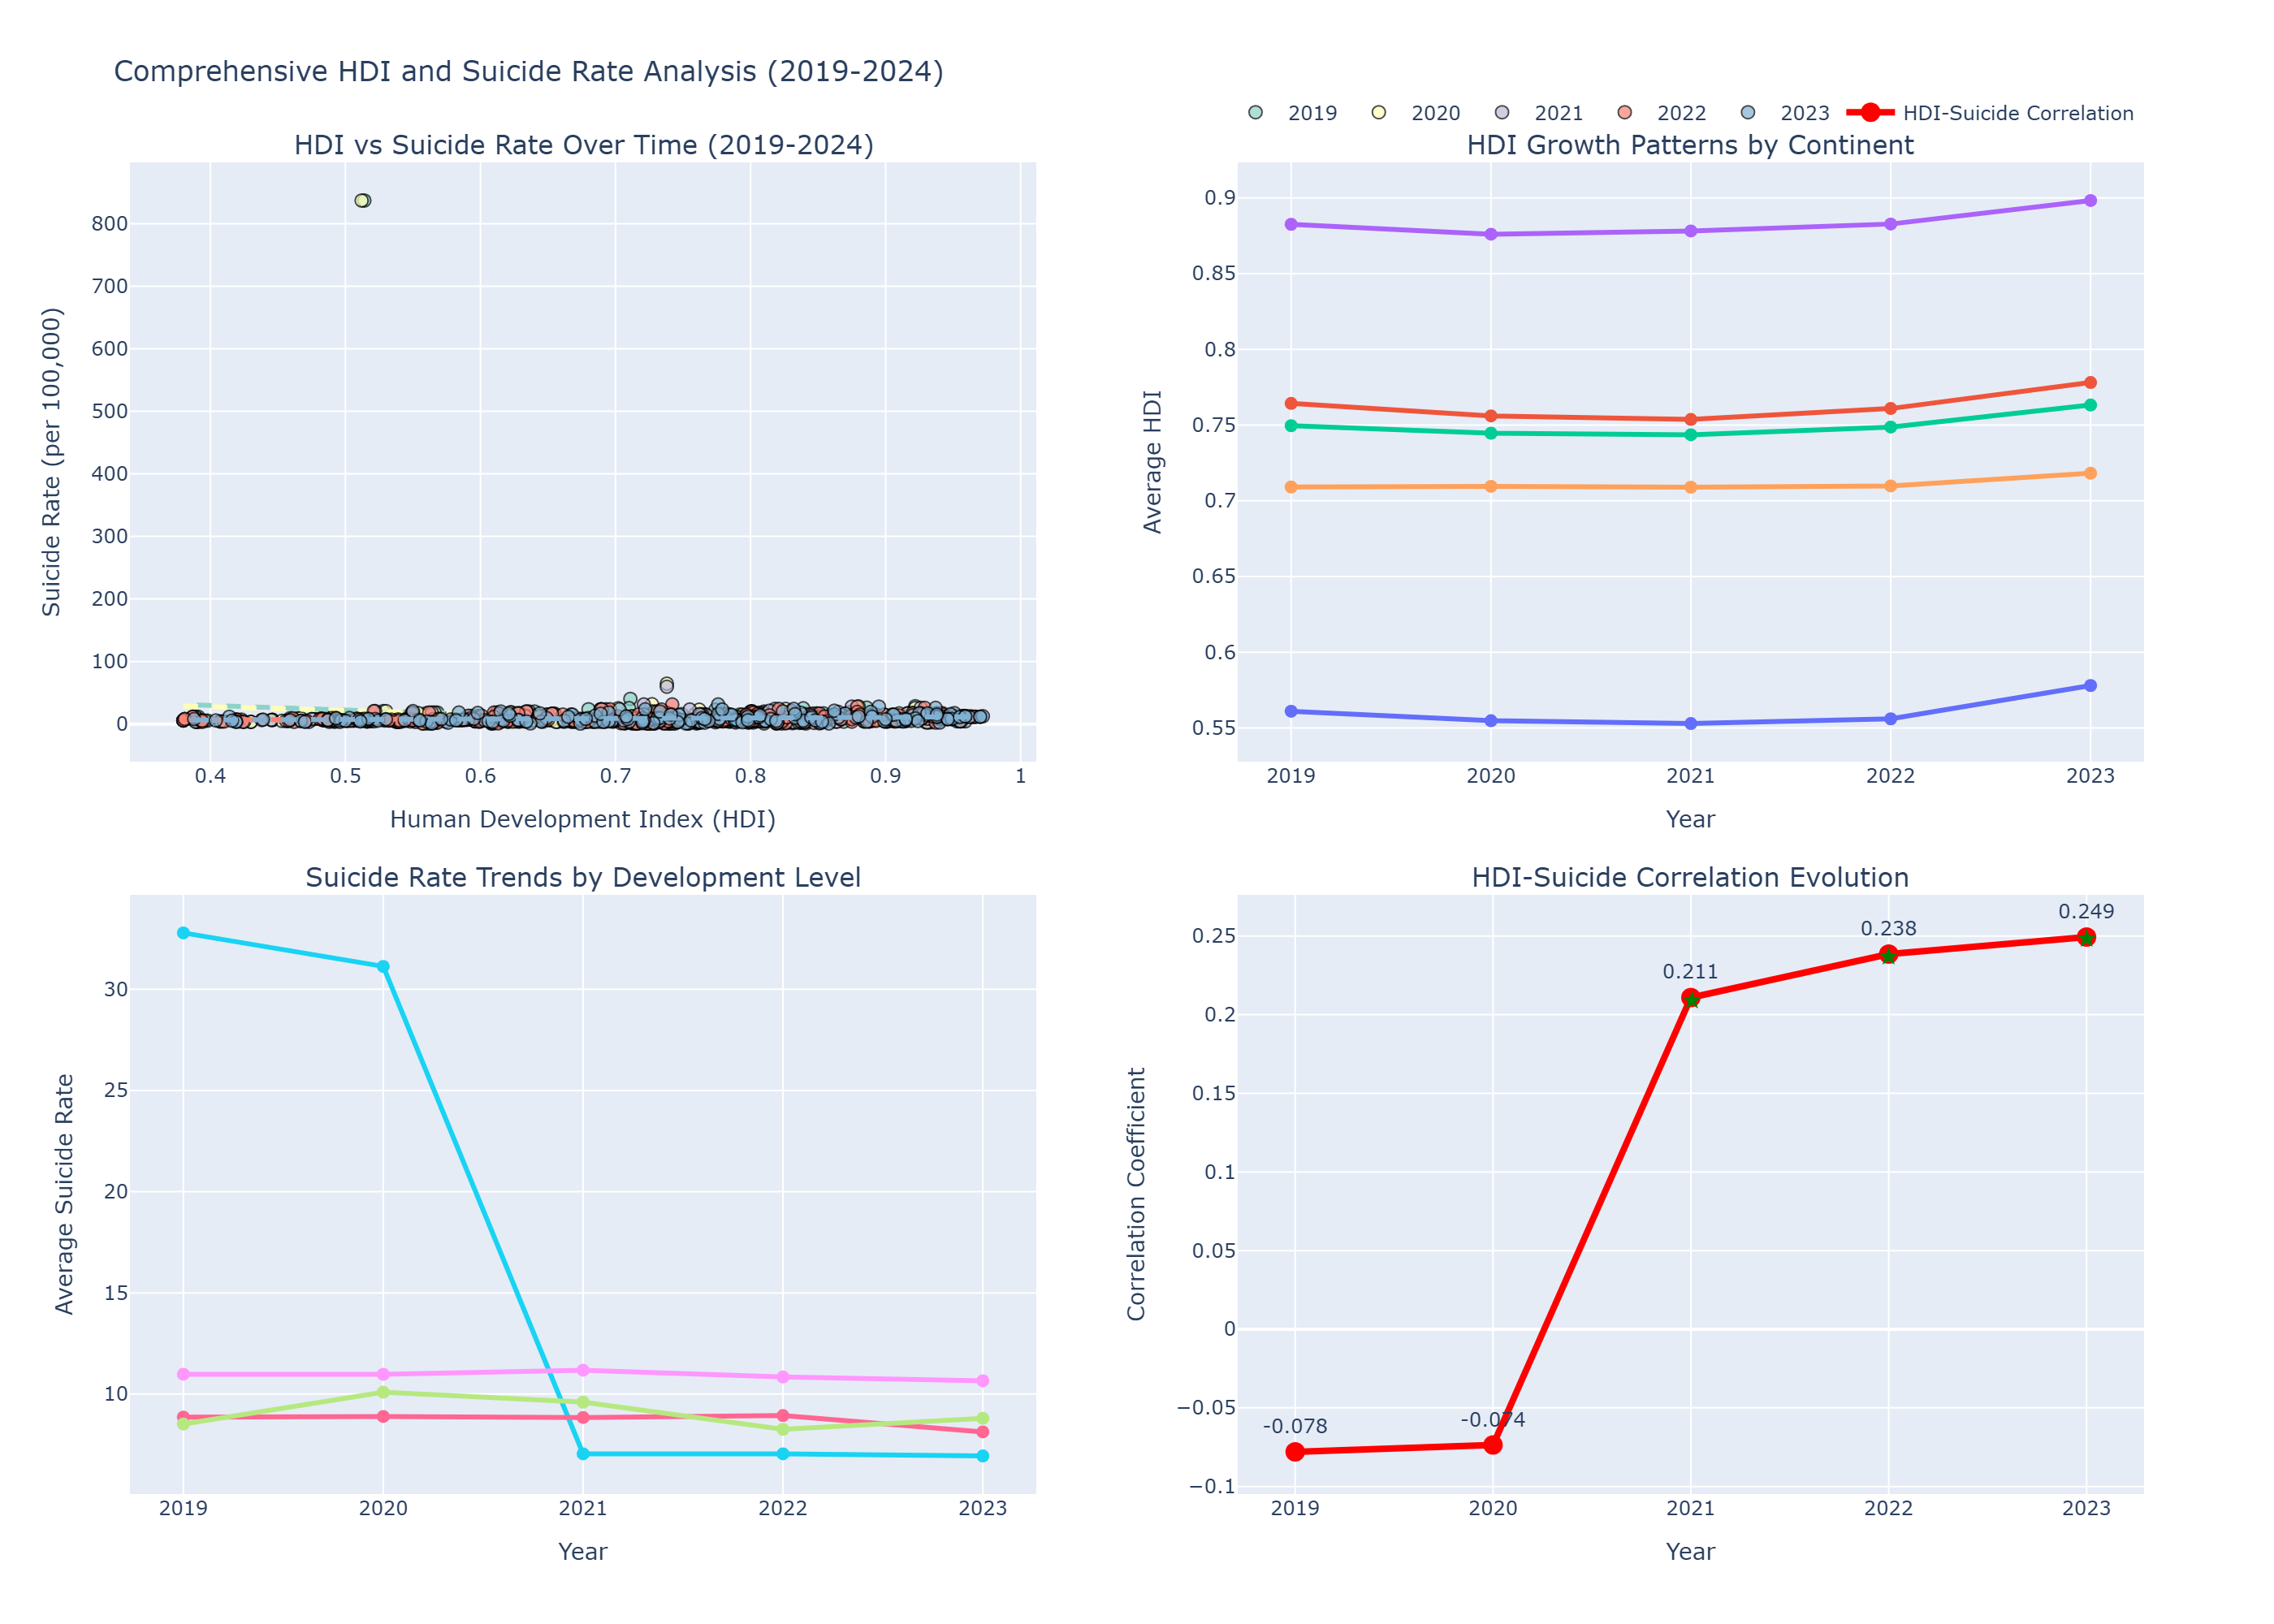 Comprehensive HDI and Suicide Rate Analysis (2019-2024)
2019 2020 2021 2022 2023 HDI-Suicide Correlation
HDI vs Suicide Rate Over Time (2019-2024)
Suicide Rate (per 100,000)
800
700
600
500
400
300
200
100
0
0.4 0.5 0.6 0.7 0.8 0.9 1
Human Development Index (HDI)
HDI Growth Patterns by Continent
Average HDI
0.9
0.85
0.8
0.75
0.7
0.65
0.6
0.55
2019 2020 2021 2022 2023
Year
Suicide Rate Trends by Development Level
Average Suicide Rate
30
25
20
15
10
2019 2020 2021 2022 2023
Year
HDI-Suicide Correlation Evolution
Correlation Coefficient
0.25
0.2
0.15
0.1
0.05
0
−0.05
−0.1
-0.078
-0.074
0.211
0.238
0.249
2019 2020 2021 2022 2023
Year